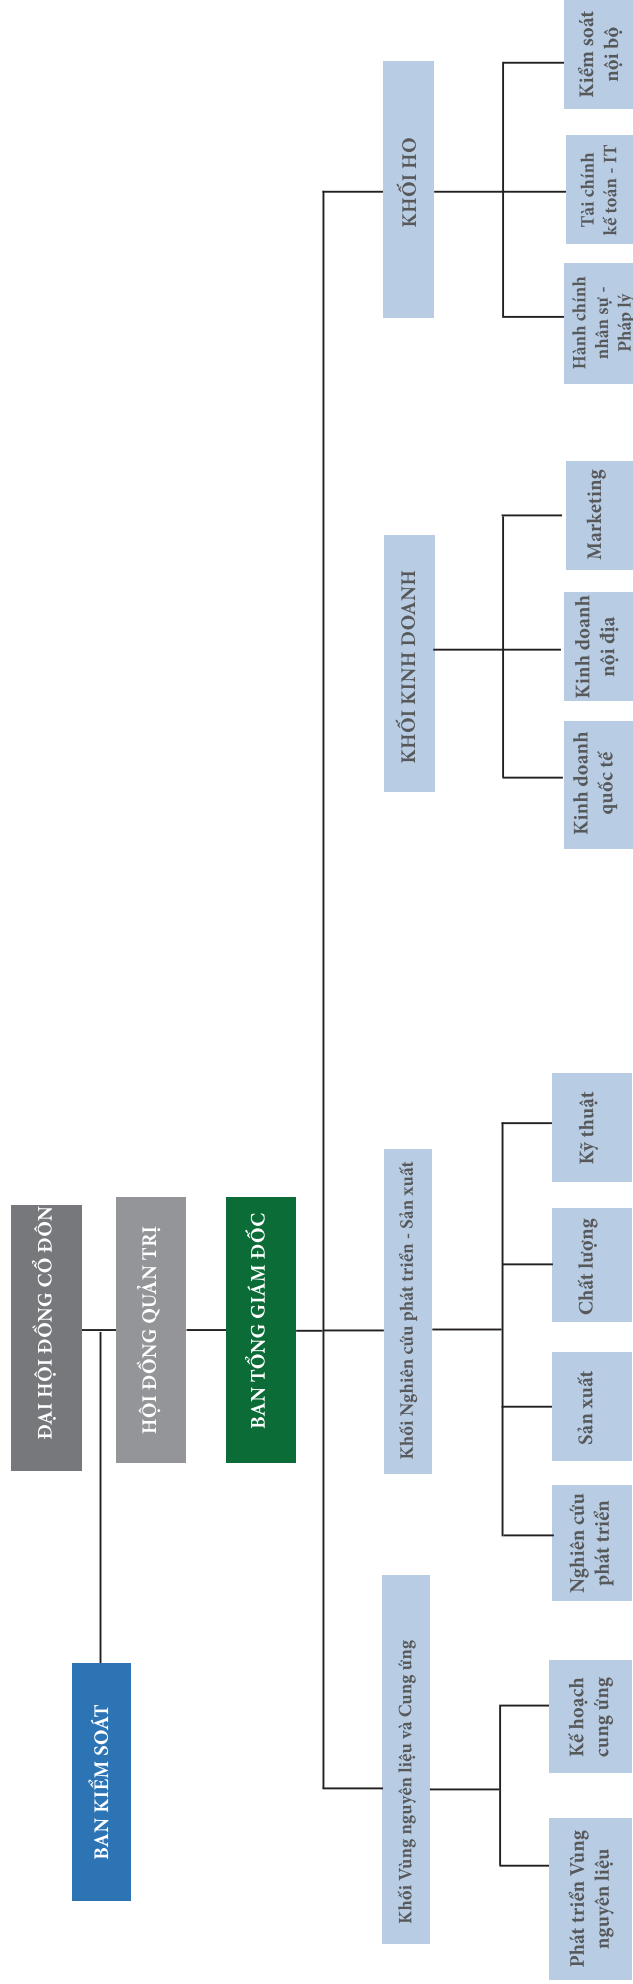 ĐẠI HỘI ĐỒNG CỔ ĐÔN
BAN KIỂM SOÁT
HỘI ĐỒNG QUẢN TRỊ
BAN TỔNG GIÁM ĐỐC
Khối Vùng nguyên liệu và Cung ứng
Khối Nghiên cứu phát triển - Sản xuất
KHỐI KINH DOANH
KHỐI HO
Phát triển Vùng
nguyên liệu
Kế hoạch
cung ứng
Nghiên cứu
phát triển
Sản xuất
Chất lượng
Kỹ thuật
Kinh doanh
quốc tế
Kinh doanh
nội địa
Marketing
Hành chính
nhân sự -
Pháp lý
Tài chính
kế toán - IT
Kiểm soát
nội bộ